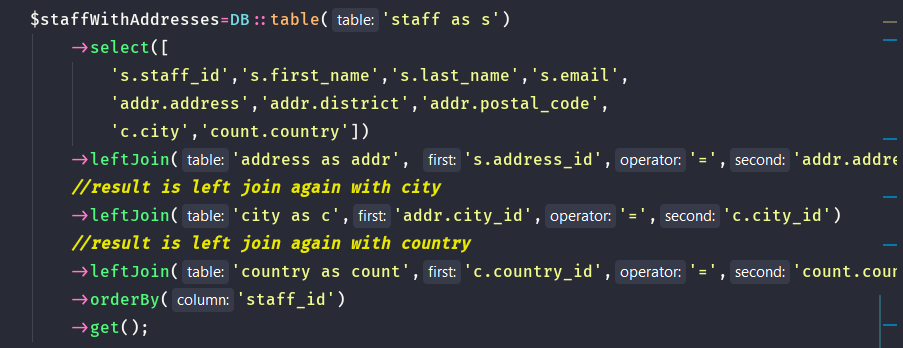 $staffWithAddresses=DB::table( table: 'staff as s')
->select([
's.staff_id','s.first_name','s.last_name','s.email',
'addr.address','addr.district','addr.postal_code',
'c.city','count.country'])
->leftJoin( table: 'address as addr', first: 's.address_id', operator: '=', second: 'addr.addre
//result is left join again with city
->leftJoin( table: 'city as c', first: 'addr.city_id', operator: '=', second: 'c.city_id')
//result is left join again with country
->leftJoin( table: 'country as count', first: 'c.country_id', operator: '=', second: 'count.coun
->orderBy( column: 'staff_id')
->get();